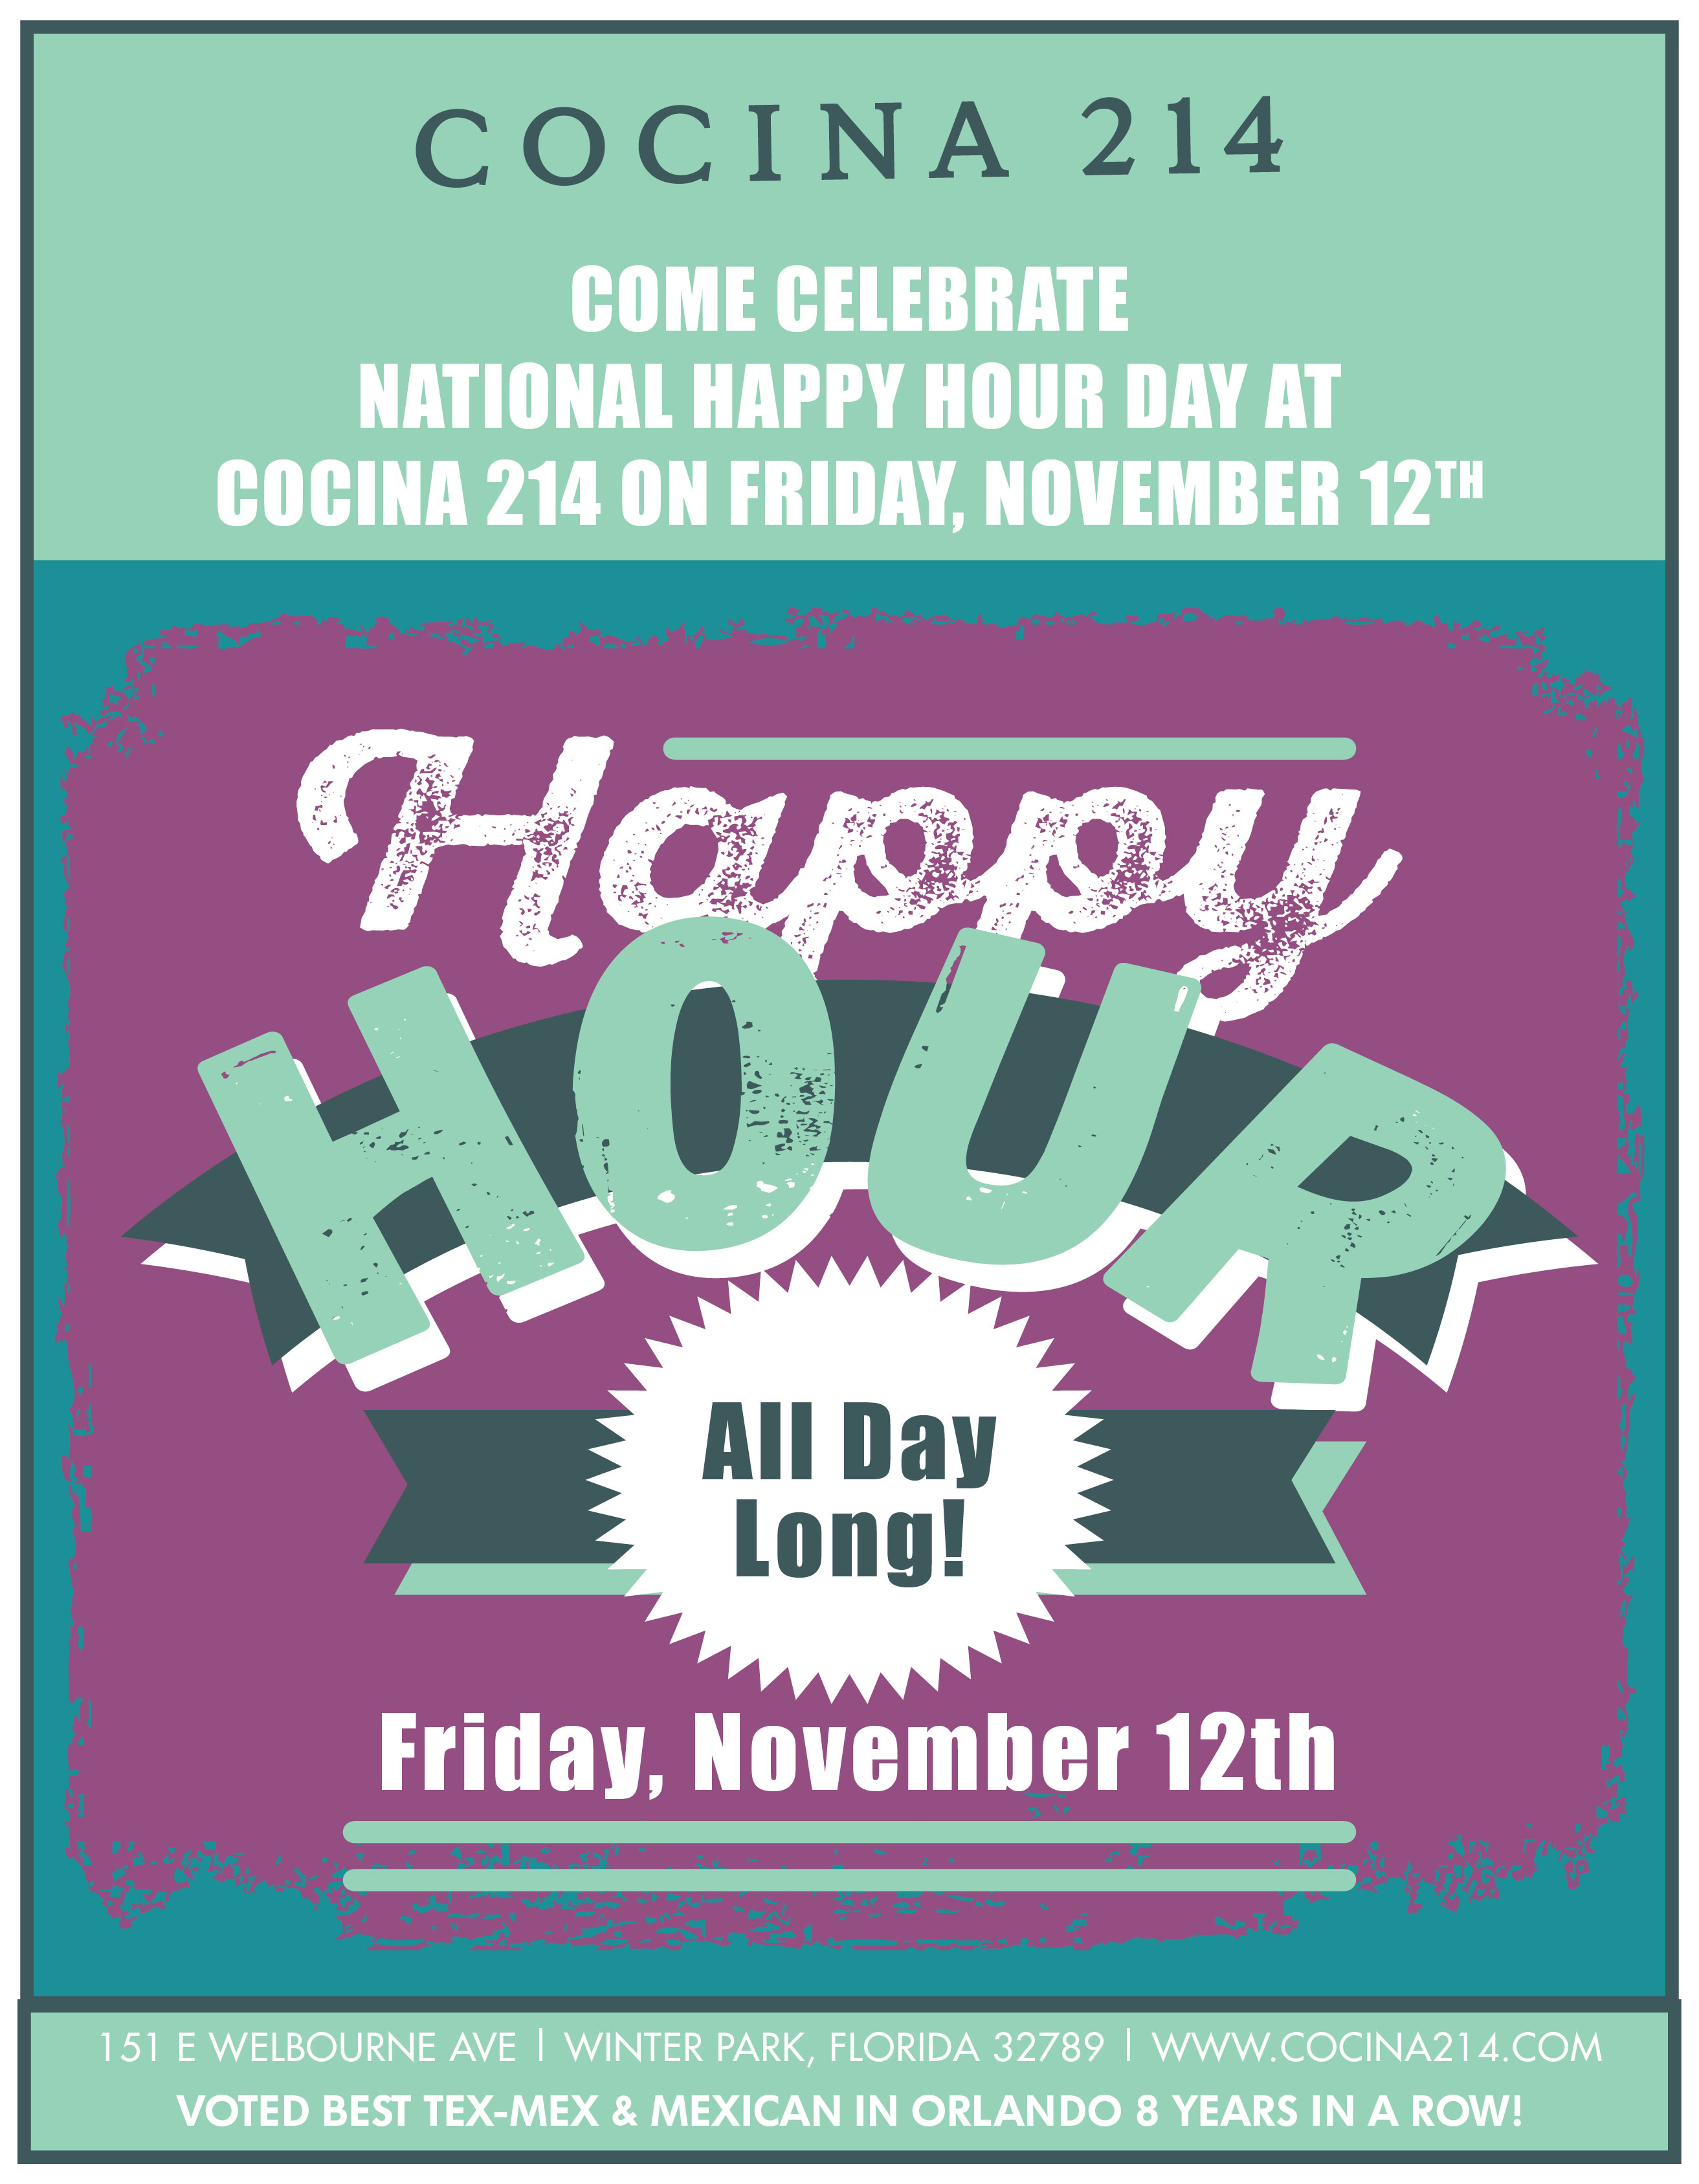 COCINA 214
COME CELEBRATE
NATIONAL HAPPY HOUR DAY AT
COCINA 214 ON FRIDAY, NOVEMBER 12TH
Happy
HOUR
All Day
Long!
Friday, November 12th
151 E WELBOURNE AVE | WINTER PARK, FLORIDA 32789 | WWW.COCINA214.COM
VOTED BEST TEX-MEX & MEXICAN IN ORLANDO 8 YEARS IN A ROW!